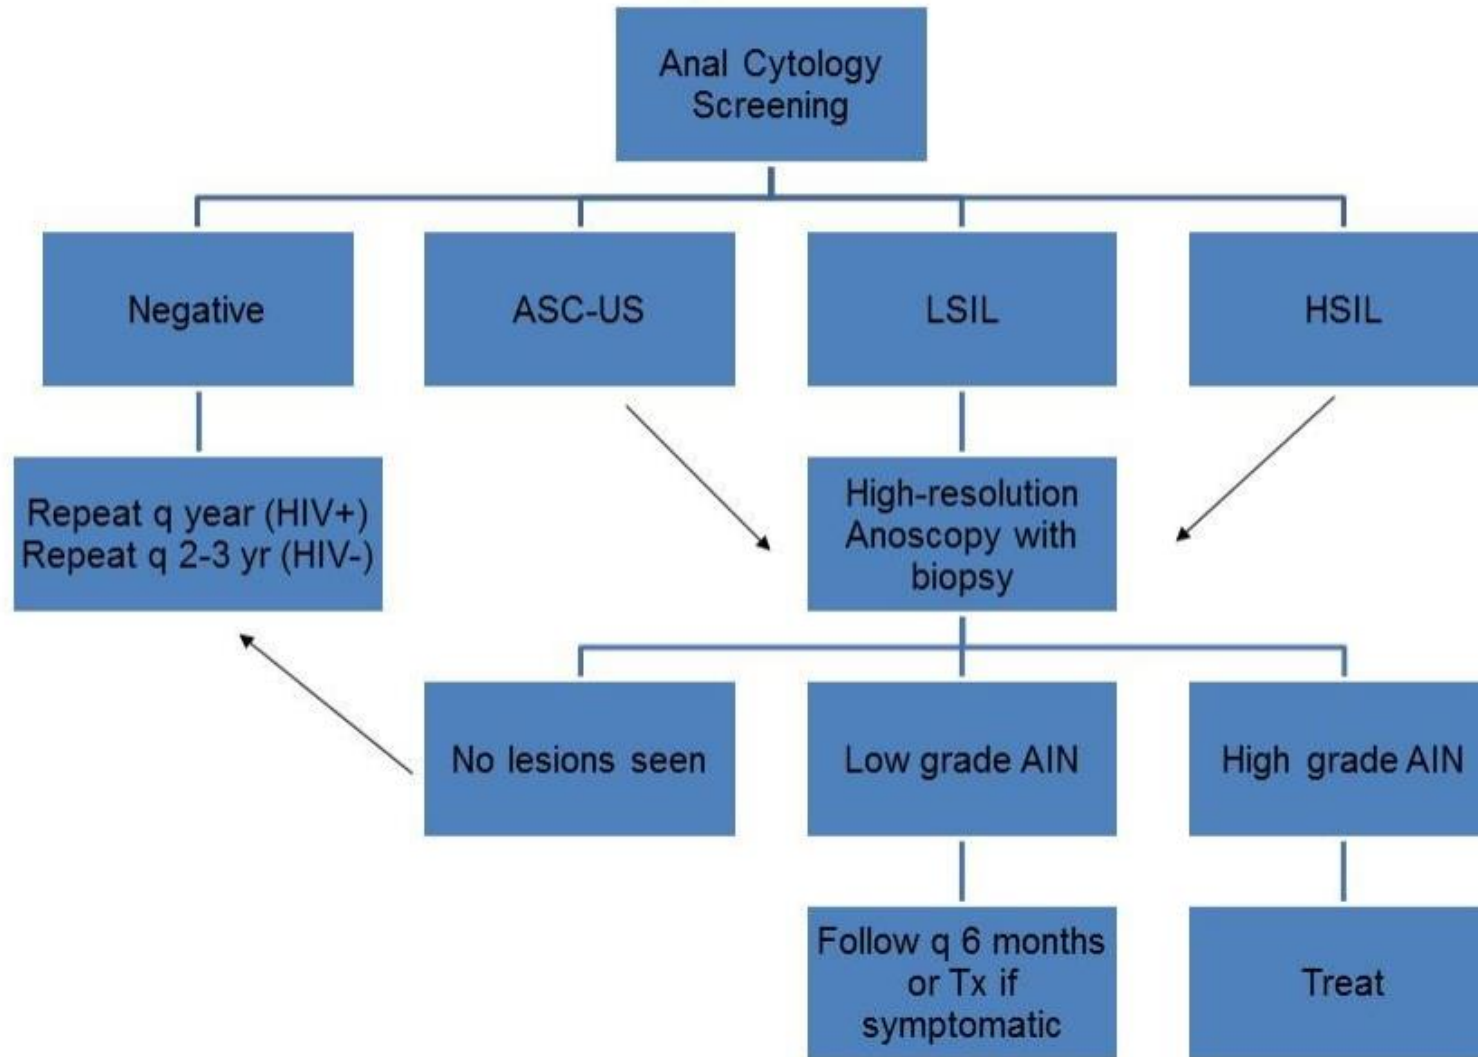 Anal Cytology
Screening
Negative
ASC-US
LSIL
HSIL
Repeat q year (HIV+)
Repeat q 2-3 yr (HIV-)
High-resolution
Anoscopy with
biopsy
No lesions seen
Low grade AIN
High grade AIN
Follow q 6 months
or Tx if
symptomatic
Treat